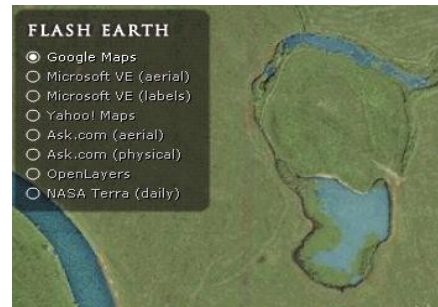 FLASH EARTH
Google Maps
Microsoft VE (aerial)
Microsoft VE (labels)
Yahoo! Maps
Ask.com (aerial)
Ask.com (physical)
OpenLayers
NASA Terra (daily)